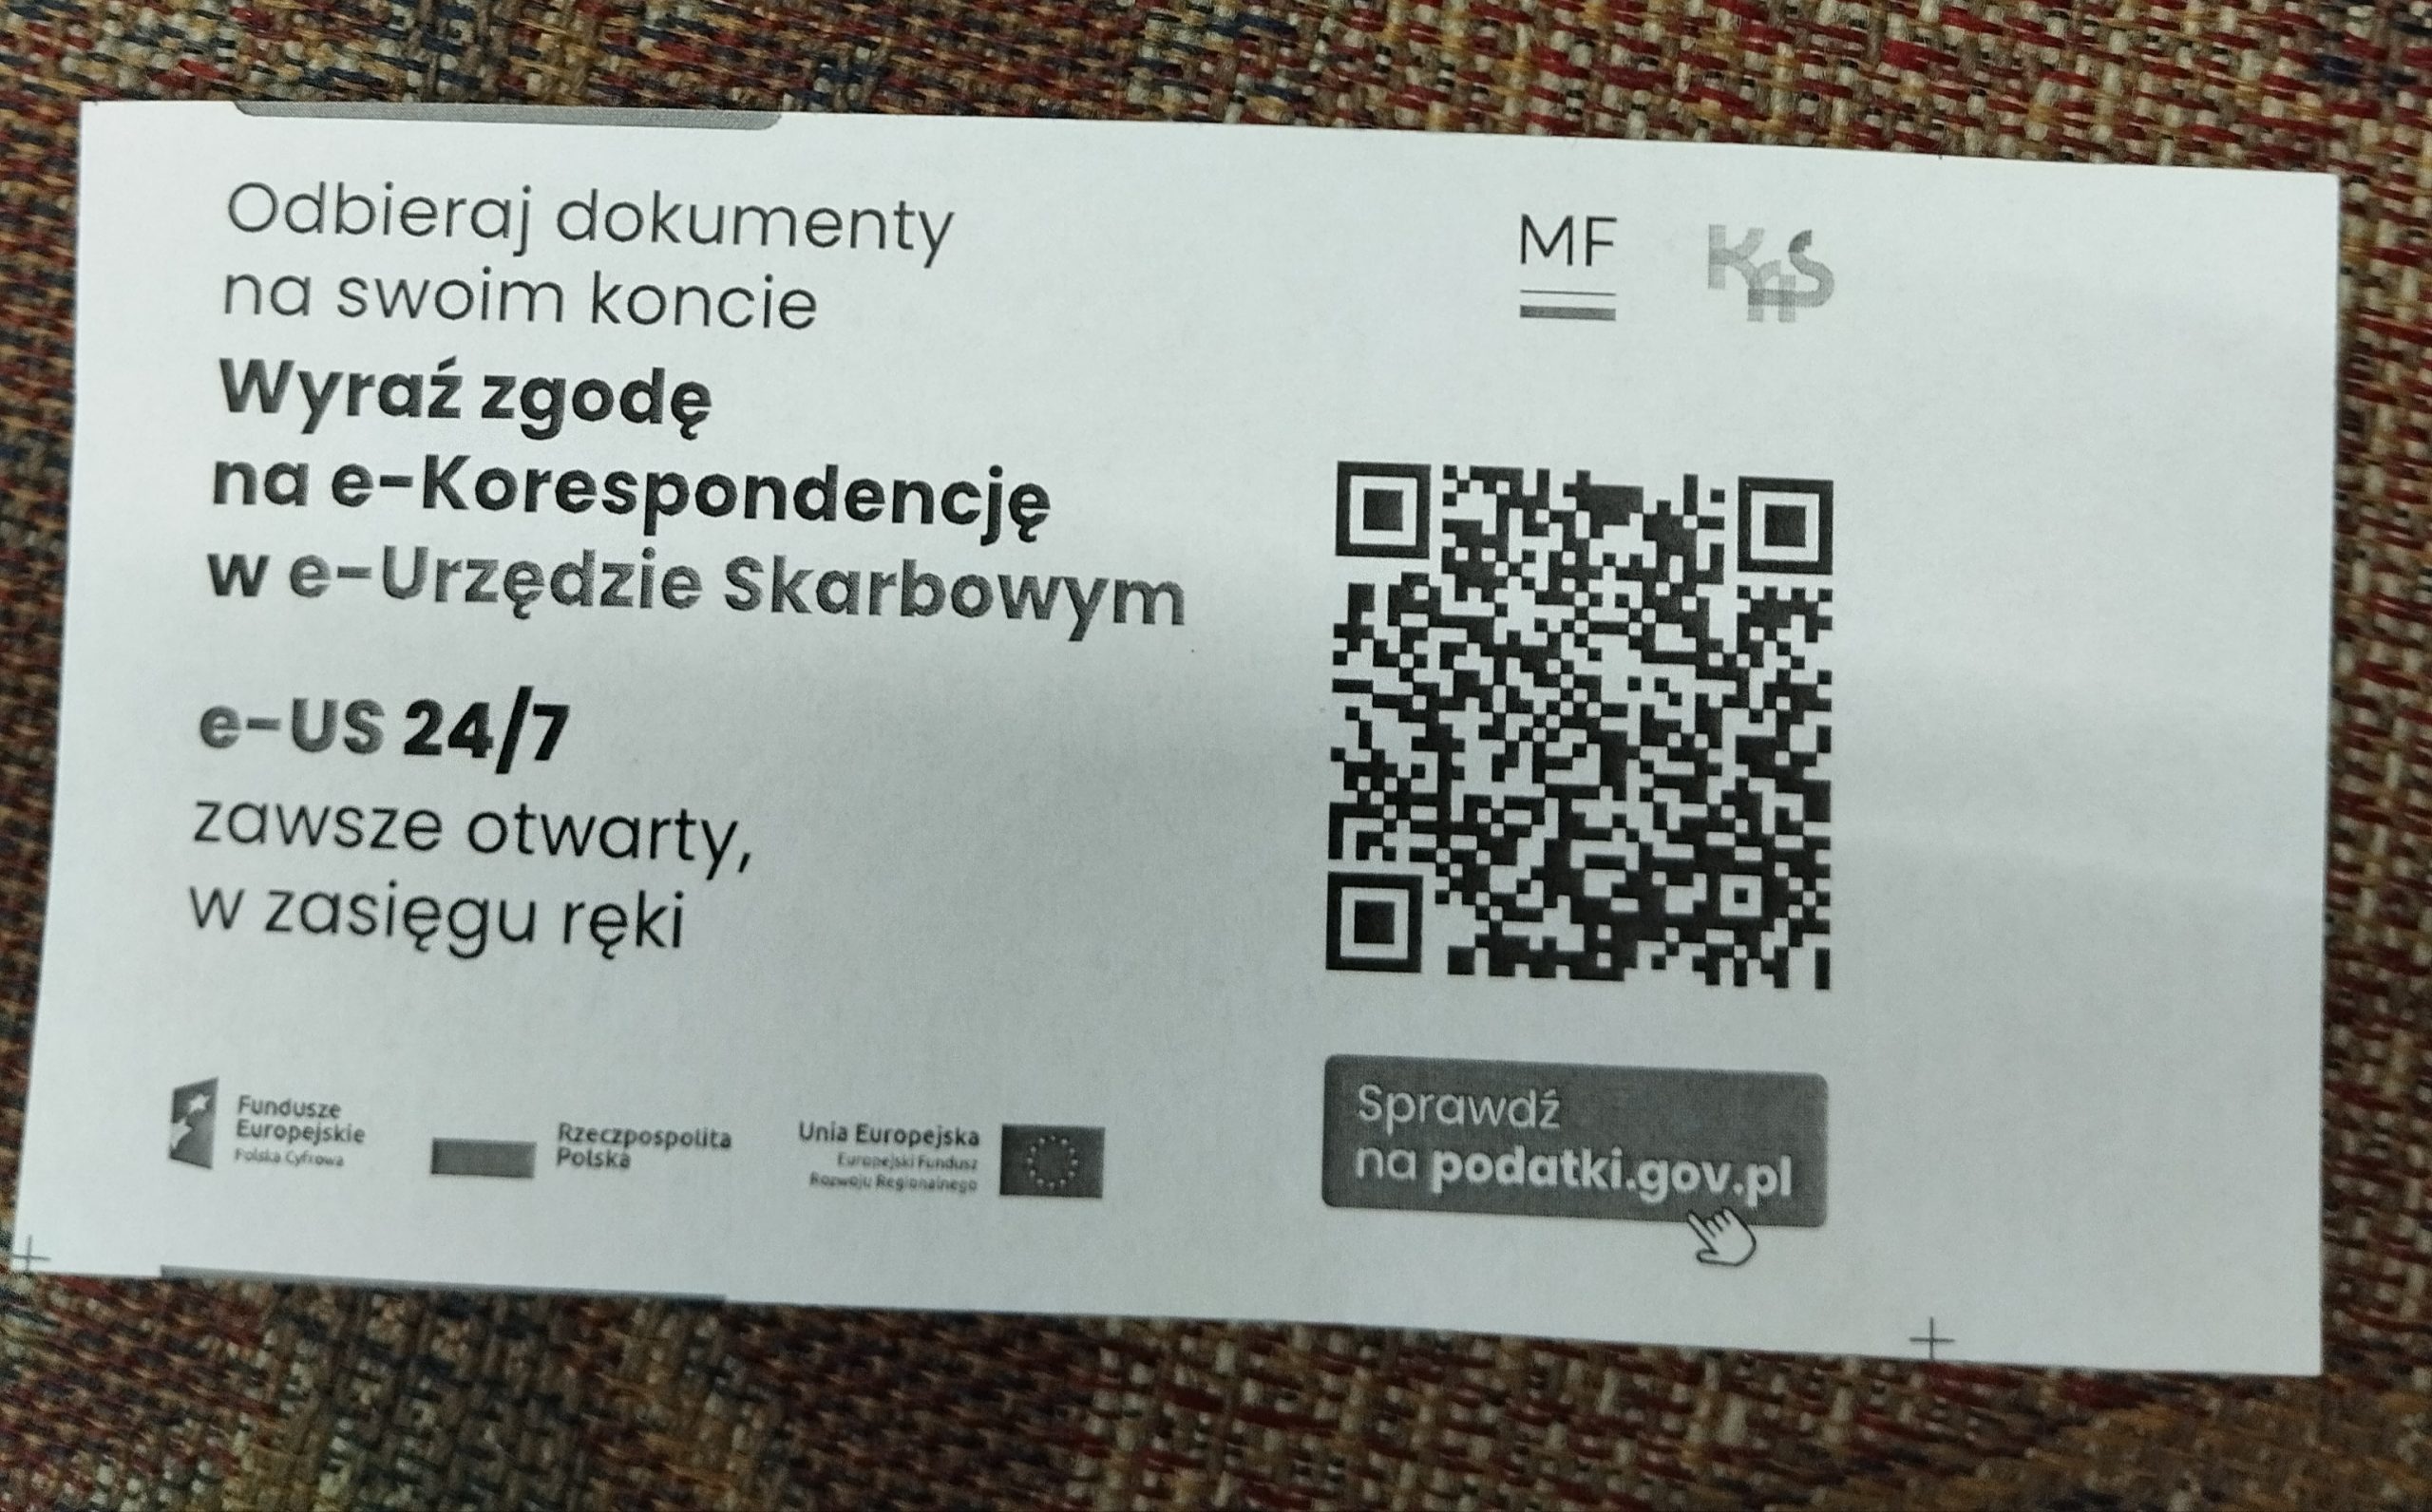 Odbieraj dokumenty
na swoim koncie
Wyraź zgodę
na e-Korespondencję
w e-Urzędzie Skarbowym
e-US 24/7
zawsze otwarty,
w zasięgu ręki
MF KAS
Sprawdź
na podatki.gov.pl
Fundusze
Europejskie
Polska Cyfrowa
Rzeczpospolita
Polska
Unia Europejska
Europejski Fundusz
Rozwoju Regionalnego